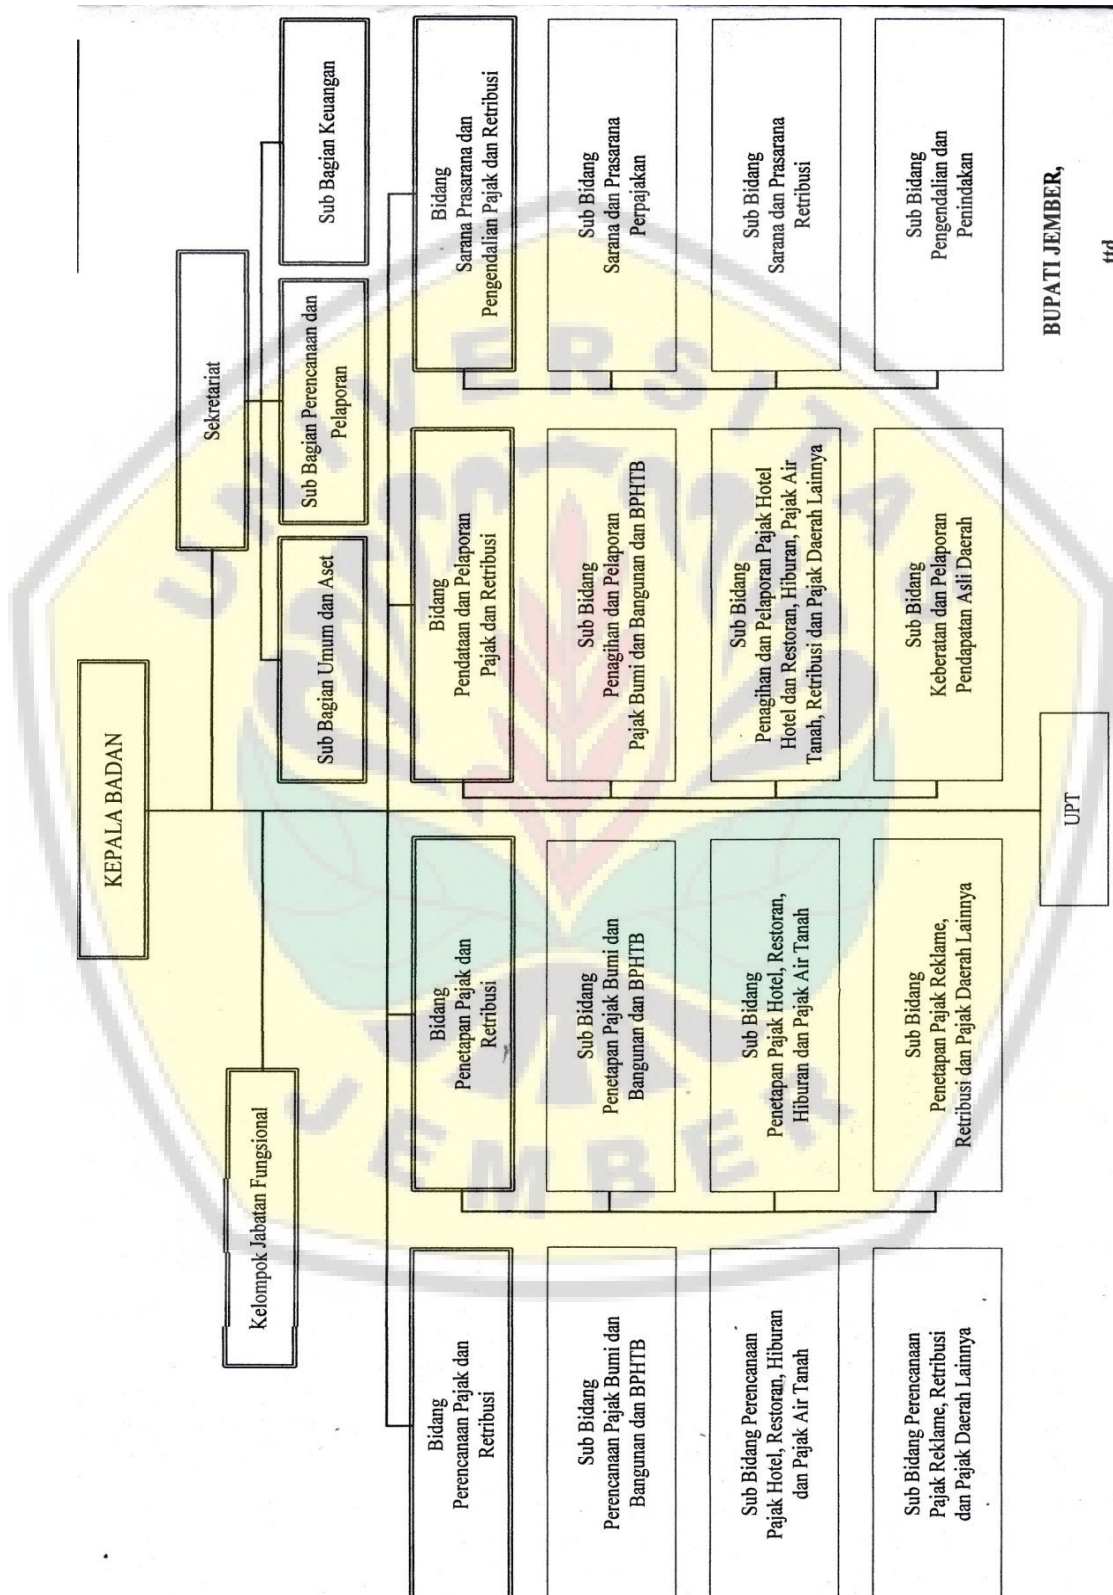 KEPALA BADAN
Kelompok Jabatan Fungsional
Sekretariat
Sub Bagian Umum dan Aset
Sub Bagian Perencanaan dan
Pelaporan
Sub Bagian Keuangan
Bidang
Perencanaan Pajak dan
Retribusi
Sub Bidang
Perencanaan Pajak Bumi dan
Bangunan dan BPHTB
Sub Bidang Perencanaan
Pajak Hotel, Restoran, Hiburan
dan Pajak Air Tanah
Sub Bidang Perencanaan
Pajak Reklame, Retribusi
dan Pajak Daerah Lainnya
Bidang
Penetapan Pajak dan
Retribusi
Sub Bidang
Penetapan Pajak Bumi dan
Bangunan dan BPHTB
Sub Bidang
Penetapan Pajak Hotel, Restoran,
Hiburan dan Pajak Air Tanah
Sub Bidang
Penetapan Pajak Reklame,
Retribusi dan Pajak Daerah Lainnya
Bidang
Pendataan dan Pelaporan
Pajak dan Retribusi
Sub Bidang
Penagihan dan Pelaporan
Pajak Bumi dan Bangunan dan BPHTB
Sub Bidang
Penagihan dan Pelaporan Pajak Hotel
Hotel dan Restoran, Hiburan, Pajak Air
Tanah, Retribusi dan Pajak Daerah Lainnya
Sub Bidang
Keberatan dan Pelaporan
Pendapatan Asli Daerah
Bidang
Sarana Prasarana dan
Pengendalian Pajak dan Retribusi
Sub Bidang
Sarana dan Prasarana
Perpajakan
Sub Bidang
Sarana dan Prasarana
Retribusi
Sub Bidang
Pengendalian dan
Penindakan
UPT
BUPATI JEMBER,
ttd
UNIVERSITAS
JEMBER